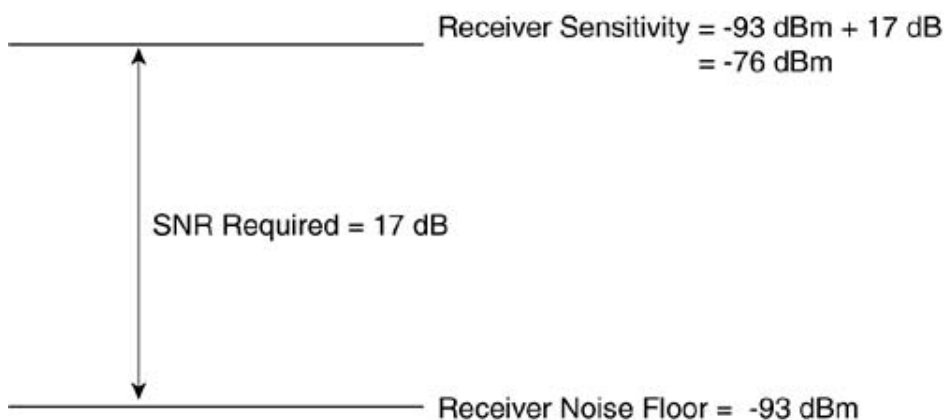 Receiver Sensitivity = -93 dBm + 17 dB
= -76 dBm
SNR Required = 17 dB
Receiver Noise Floor = -93 dBm